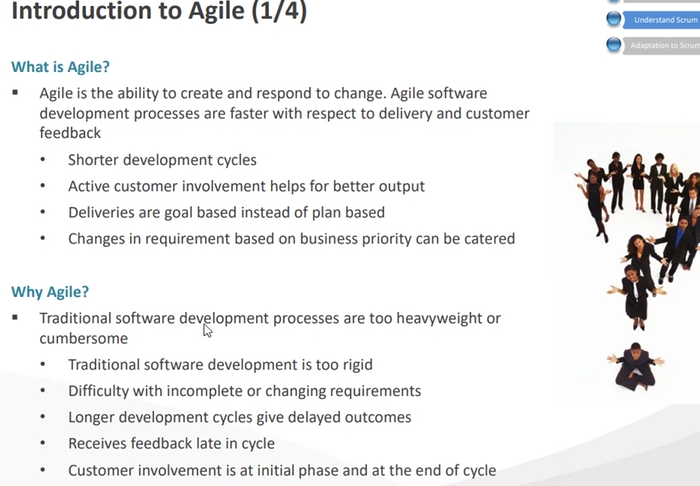 Introduction to Agile (1/4)
Understand Scrum
Adaptation to Scrum
What is Agile?
▪ Agile is the ability to create and respond to change. Agile software
development processes are faster with respect to delivery and customer
feedback
• Shorter development cycles
• Active customer involvement helps for better output
• Deliveries are goal based instead of plan based
• Changes in requirement based on business priority can be catered
Why Agile?
▪ Traditional software development processes are too heavyweight or
cumbersome
• Traditional software development is too rigid
• Difficulty with incomplete or changing requirements
• Longer development cycles give delayed outcomes
• Receives feedback late in cycle
• Customer involvement is at initial phase and at the end of cycle